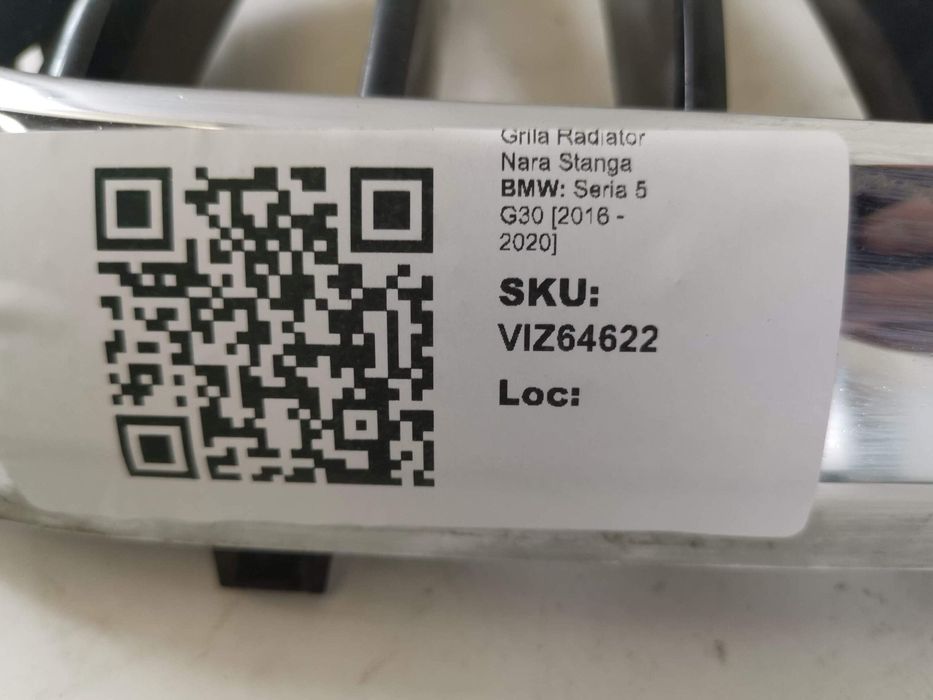 Grila Radiator
Nara Stanga
BMW: Seria 5
G30 [2016 -
2020]
SKU:
VIZ64622
Loc: